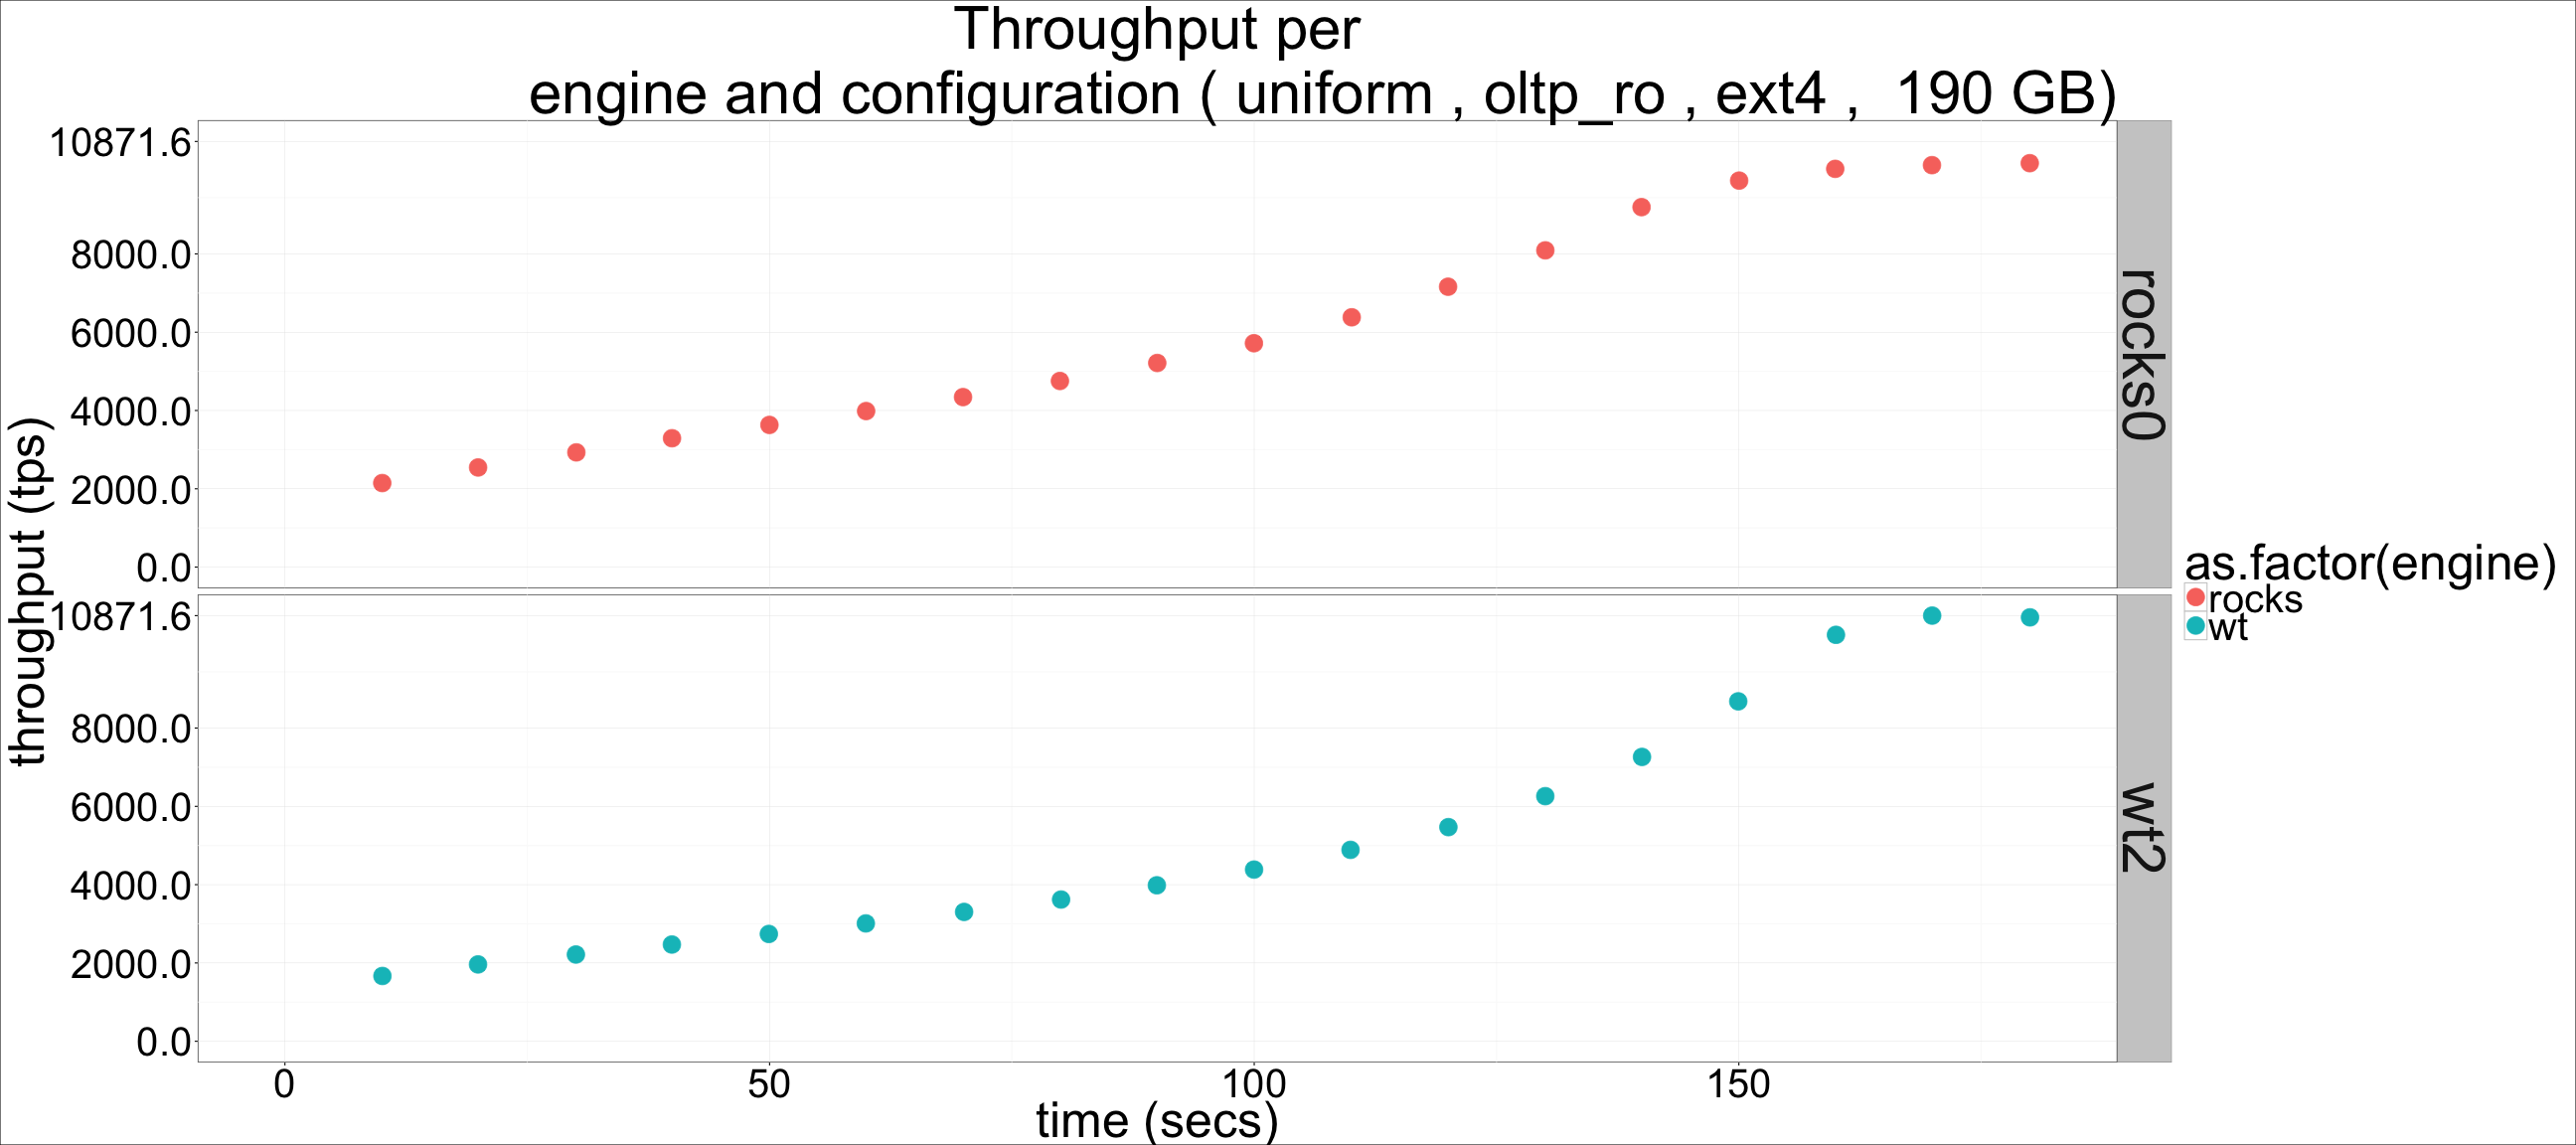 Throughput per
engine and configuration ( uniform , oltp_ro , ext4 ,  190 GB)
throughput (tps)
10871.6
8000.0
6000.0
4000.0
2000.0
0.0
rocks0
10871.6
8000.0
6000.0
4000.0
2000.0
0.0
wt2
0 50 100 150
time (secs)
as.factor(engine)
rocks
wt